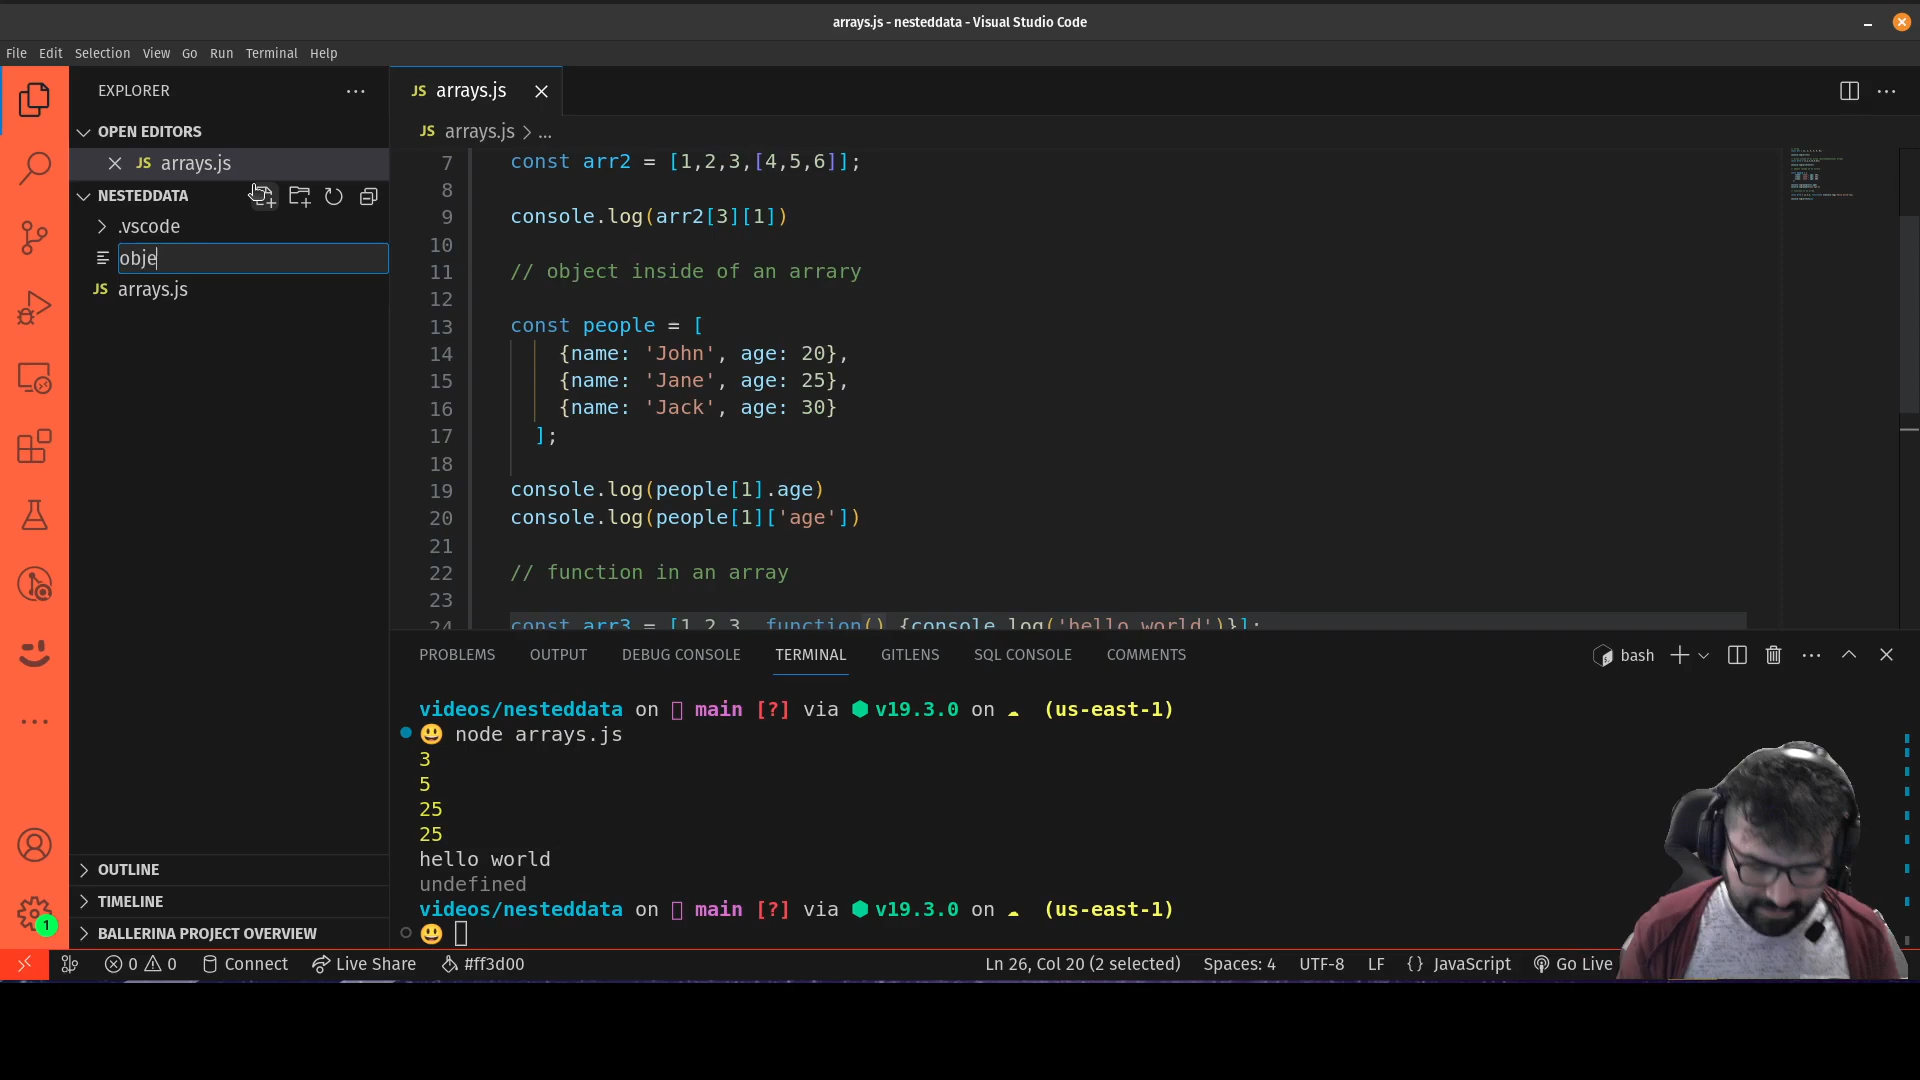 arrays.js - nesteddata - Visual Studio Code
File Edit Selection View Go Run Terminal Help
EXPLORER
OPEN EDITORS
JS arrays.js
NESTEDDATA
.vscode
obje
JS arrays.js
OUTLINE
TIMELINE
BALLERINA PROJECT OVERVIEW
1
JS arrays.js
JS arrays.js > ...
7 const arr2 = [1,2,3,[4,5,6]];
8
9 console.log(arr2[3][1])
10
11 // object inside of an arrary
12
13 const people = [
14 {name: 'John', age: 20},
15 {name: 'Jane', age: 25},
16 {name: 'Jack', age: 30}
17 ];
18
19 console.log(people[1].age)
20 console.log(people[1]['age'])
21
22 // function in an array
23
24 const arr3 = [1,2,3, function() {console.log('hello world')}];
PROBLEMS OUTPUT DEBUG CONSOLE TERMINAL GITLENS SQL CONSOLE COMMENTS
bash
videos/nesteddata on main [?] via v19.3.0 on (us-east-1)
node arrays.js
3
5
25
25
hello world
undefined
videos/nesteddata on main [?] via v19.3.0 on (us-east-1)
0 0 Connect Live Share #ff3d00 Ln 26, Col 20 (2 selected) Spaces: 4 UTF-8 LF {} JavaScript Go Live